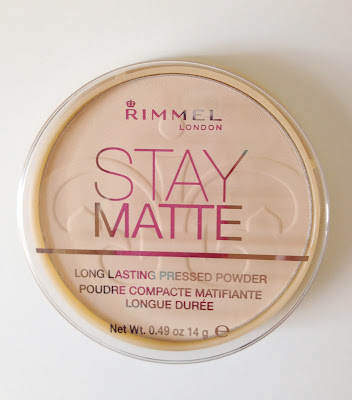 RIMMEL
LONDON
STAY
MATTE
LONG LASTING PRESSED POWDER
POUDRE COMPACTE MATIFIANTE
LONGUE DURÉE
Net Wt. 0.49 oz 14 g ℮